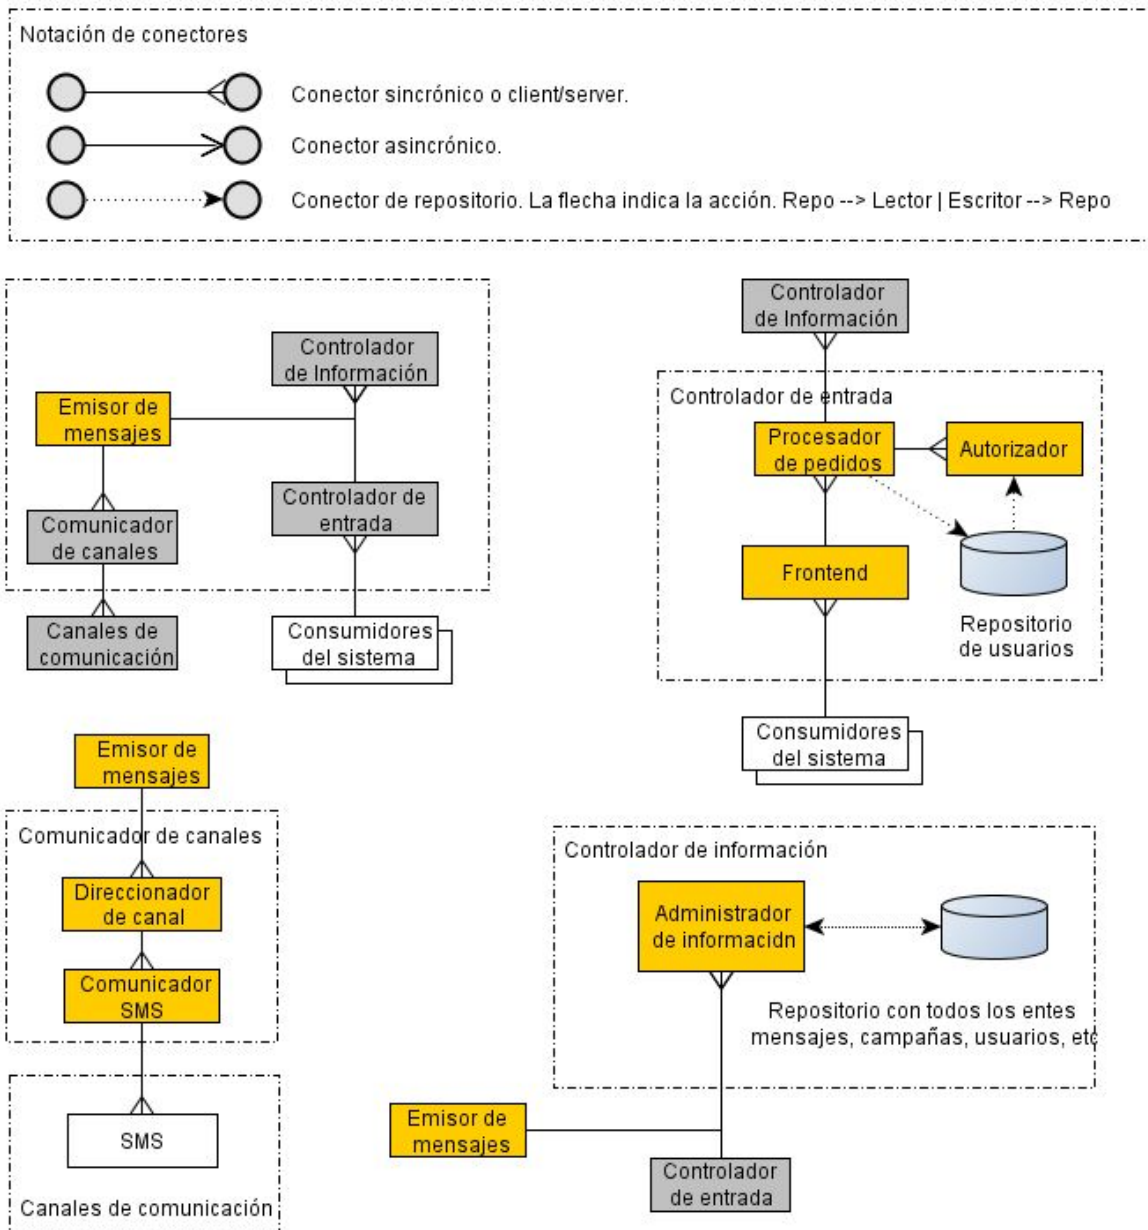 Notación de conectores
Conector sincrónico o client/server.
Conector asincrónico.
Conector de repositorio. La flecha indica la acción. Repo --> Lector | Escritor --> Repo
Controlador
de Información
Emisor de
mensajes
Controlador de
entrada
Comunicador
de canales
Canales de
comunicación
Consumidores
del sistema
Controlador
de Información
Controlador de entrada
Procesador
de pedidos
Autorizador
Frontend
Repositorio
de usuarios
Consumidores
del sistema
Emisor de
mensajes
Comunicador de canales
Direccionador
de canal
Comunicador
SMS
SMS
Canales de comunicación
Controlador de información
Administrador
de informacidn
Repositorio con todos los entes
mensajes, campañas, usuarios, etc
Emisor de
mensajes
Controlador
de entrada